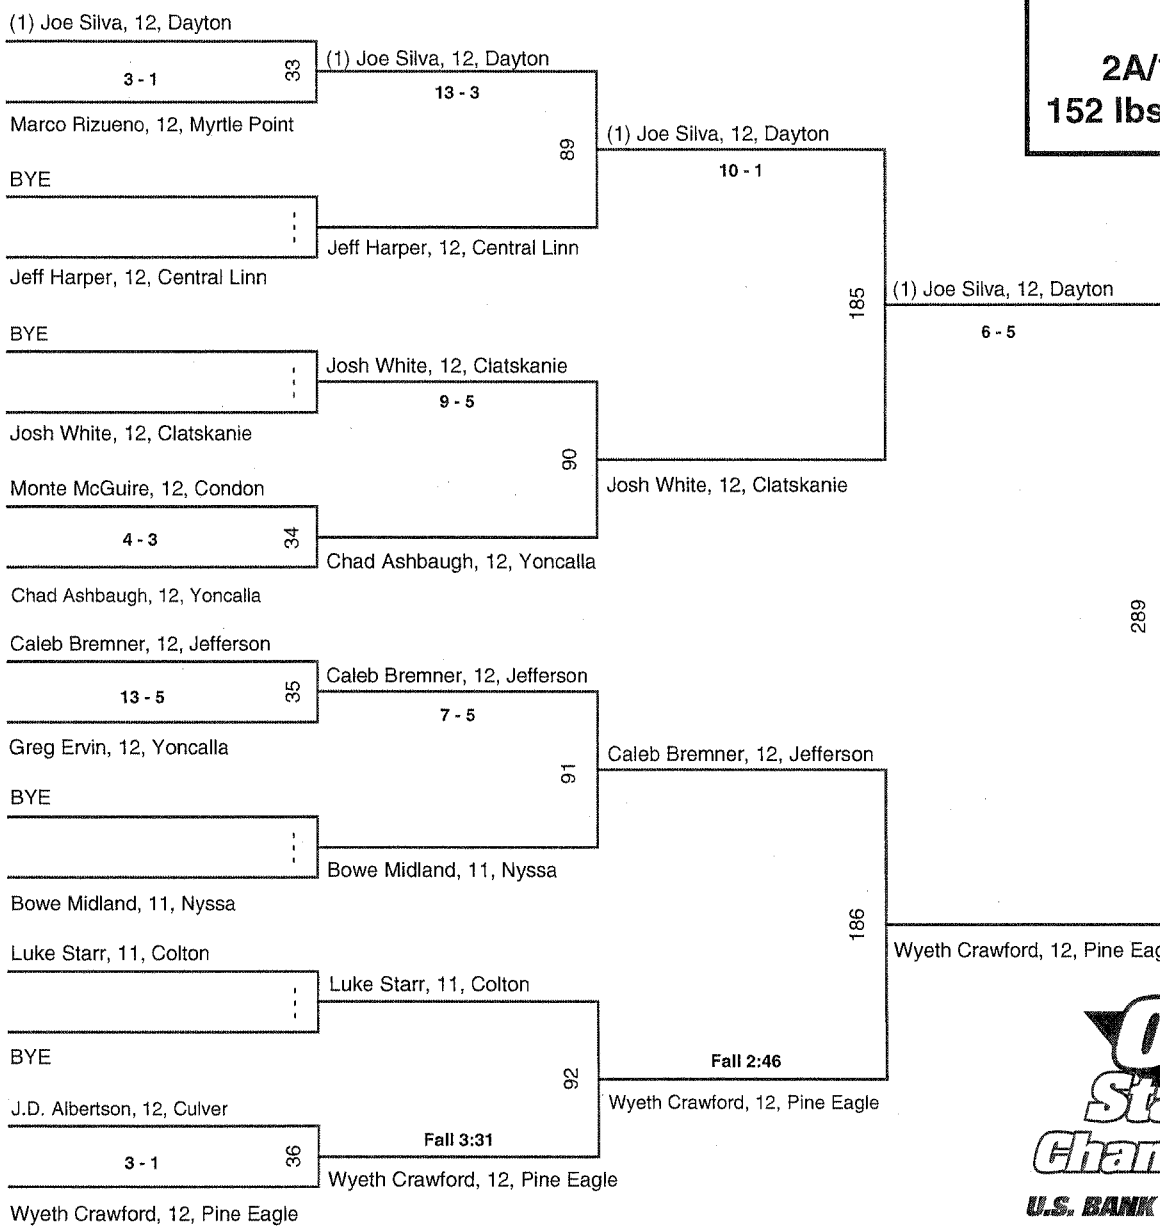 (1) Joe Silva, 12, Dayton
3 - 1
33
Marco Rizueno, 12, Myrtle Point
BYE
Jeff Harper, 12, Central Linn
BYE
Josh White, 12, Clatskanie
Monte McGuire, 12, Condon
4 - 3
34
Chad Ashbaugh, 12, Yoncalla
Caleb Bremner, 12, Jefferson
13 - 5
35
Greg Ervin, 12, Yoncalla
BYE
Bowe Midland, 11, Nyssa
Luke Starr, 11, Colton
BYE
J.D. Albertson, 12, Culver
3 - 1
36
Wyeth Crawford, 12, Pine Eagle
(1) Joe Silva, 12, Dayton
13 - 3
89
Jeff Harper, 12, Central Linn
Josh White, 12, Clatskanie
9 - 5
90
Chad Ashbaugh, 12, Yoncalla
Caleb Bremner, 12, Jefferson
7 - 5
91
Bowe Midland, 11, Nyssa
Luke Starr, 11, Colton
92
Fall 3:31
Wyeth Crawford, 12, Pine Eagle
(1) Joe Silva, 12, Dayton
10 - 1
185
Josh White, 12, Clatskanie
Caleb Bremner, 12, Jefferson
186
Fall 2:46
Wyeth Crawford, 12, Pine Eagle
(1) Joe Silva, 12, Dayton
6 - 5
289
Wyeth Crawford, 12, Pine Eag
2A/
152 lbs
Sta
Cham
U.S. BANK